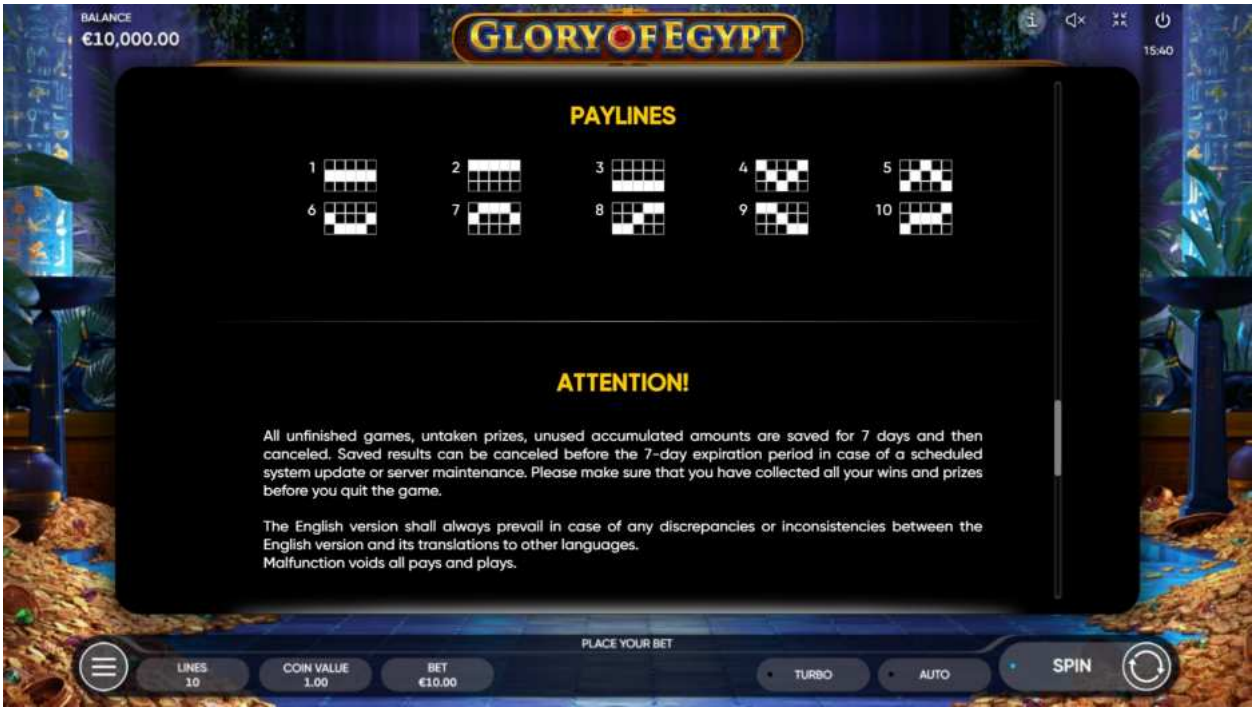 BALANCE
€10,000.00
GLORY OF EGYPT
i
15:40
PAYLINES
1 2 3 4 5
6 7 8 9 10
ATTENTION!
All unfinished games, untaken prizes, unused accumulated amounts are saved for 7 days and then
canceled. Saved results can be canceled before the 7-day expiration period in case of a scheduled
system update or server maintenance. Please make sure that you have collected all your wins and prizes
before you quit the game.
The English version shall always prevail in case of any discrepancies or inconsistencies between the
English version and its translations to other languages.
Malfunction voids all pays and plays.
PLACE YOUR BET
LINES
10
COIN VALUE
1.00
BET
€10.00
TURBO
AUTO
SPIN